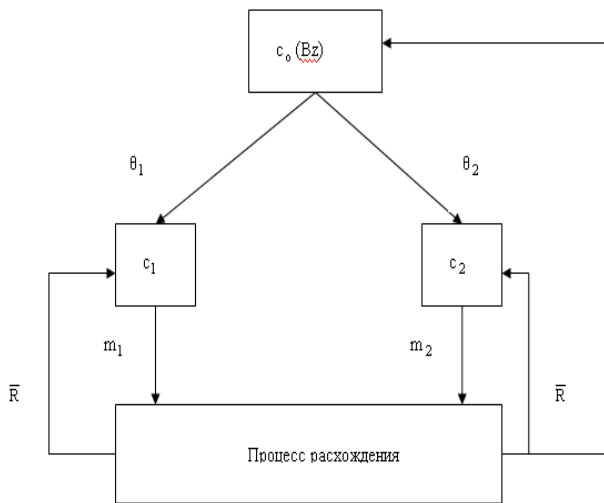 c₀ (Bz)
θ₁
θ₂
c₁
c₂
m₁
m₂
R̅
R̅
Процесс расхождения